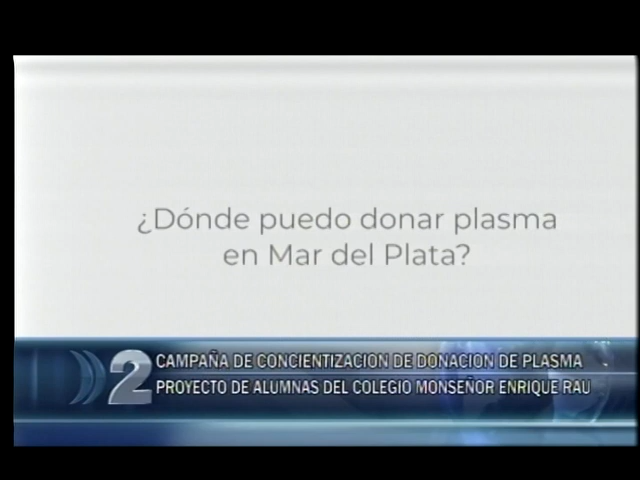 ¿Dónde puedo donar plasma
en Mar del Plata?
2
CAMPAÑA DE CONCIENTIZACION DE DONACION DE PLASMA
PROYECTO DE ALUMNAS DEL COLEGIO MONSEÑOR ENRIQUE RAU